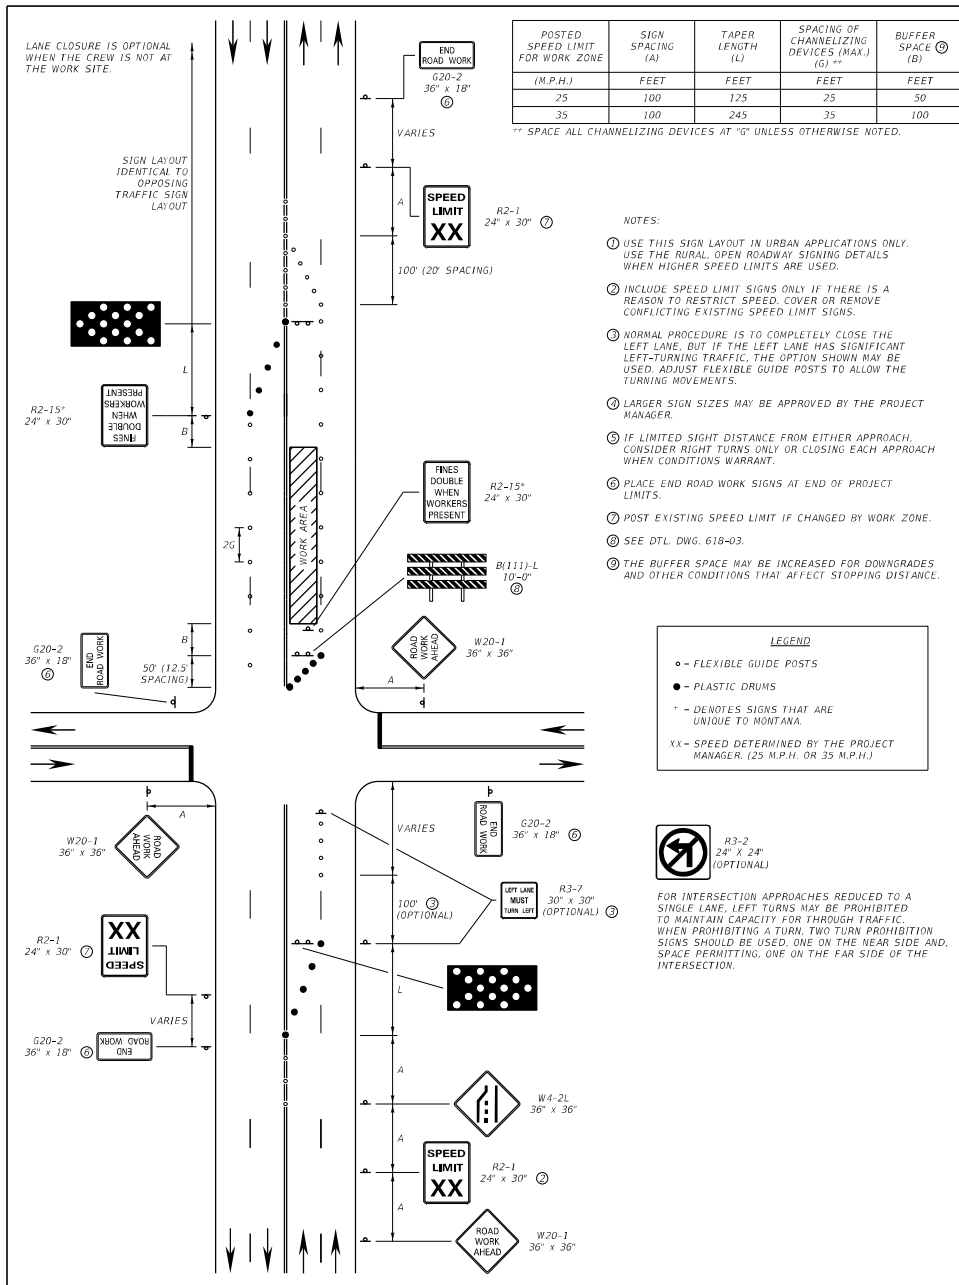 LANE CLOSURE IS OPTIONAL
WHEN THE CREW IS NOT AT
THE WORK SITE.
END
ROAD WORK
G20-2
36" x 18"
6
POSTED
SPEED LIMIT
FOR WORK ZONE
SIGN
SPACING
(A)
TAPER
LENGTH
(L)
SPACING OF
CHANNELIZING
DEVICES (MAX.)
(G) **
BUFFER
SPACE 9
(B)
(M.P.H.) FEET FEET FEET FEET
25 100 125 25 50
35 100 245 35 100
** SPACE ALL CHANNELIZING DEVICES AT "G" UNLESS OTHERWISE NOTED.
VARIES
SIGN LAYOUT
IDENTICAL TO
OPPOSING
TRAFFIC SIGN
LAYOUT
A
SPEED
LIMIT
XX
R2-1
24" x 30" 7
100' (20' SPACING)
L
R2-15*
24" x 30"
FINES
DOUBLE
WHEN
WORKERS
PRESENT
B
2G
WORK AREA
FINES
DOUBLE
WHEN
WORKERS
PRESENT
R2-15*
24" x 30"
B(111)-L
10'-0"
8
B
50' (12.5'
SPACING)
G20-2
36" x 18"
6
END
ROAD WORK
ROAD
WORK
AHEAD
W20-1
36" x 36"
A
NOTES:
1 USE THIS SIGN LAYOUT IN URBAN APPLICATIONS ONLY.
USE THE RURAL, OPEN ROADWAY SIGNING DETAILS
WHEN HIGHER SPEED LIMITS ARE USED.
2 INCLUDE SPEED LIMIT SIGNS ONLY IF THERE IS A
REASON TO RESTRICT SPEED. COVER OR REMOVE
CONFLICTING EXISTING SPEED LIMIT SIGNS.
3 NORMAL PROCEDURE IS TO COMPLETELY CLOSE THE
LEFT LANE, BUT IF THE LEFT LANE HAS SIGNIFICANT
LEFT-TURNING TRAFFIC, THE OPTION SHOWN MAY BE
USED. ADJUST FLEXIBLE GUIDE POSTS TO ALLOW THE
TURNING MOVEMENTS.
4 LARGER SIGN SIZES MAY BE APPROVED BY THE PROJECT
MANAGER.
5 IF LIMITED SIGHT DISTANCE FROM EITHER APPROACH,
CONSIDER RIGHT TURNS ONLY OR CLOSING EACH APPROACH
WHEN CONDITIONS WARRANT.
6 PLACE END ROAD WORK SIGNS AT END OF PROJECT
LIMITS.
7 POST EXISTING SPEED LIMIT IF CHANGED BY WORK ZONE.
8 SEE DTL. DWG. 618-03.
9 THE BUFFER SPACE MAY BE INCREASED FOR DOWNGRADES
AND OTHER CONDITIONS THAT AFFECT STOPPING DISTANCE.
LEGEND
- FLEXIBLE GUIDE POSTS
- PLASTIC DRUMS
* - DENOTES SIGNS THAT ARE
UNIQUE TO MONTANA.
XX - SPEED DETERMINED BY THE PROJECT
MANAGER. (25 M.P.H. OR 35 M.P.H.)
A
W20-1
36" x 36"
ROAD
WORK
AHEAD
VARIES
END
ROAD WORK
G20-2
36" x 18" 6
100' 3
(OPTIONAL)
LEFT LANE
MUST
TURN LEFT
R3-7
30" x 30"
(OPTIONAL) 3
R3-2
24" X 24"
(OPTIONAL)
FOR INTERSECTION APPROACHES REDUCED TO A
SINGLE LANE, LEFT TURNS MAY BE PROHIBITED
TO MAINTAIN CAPACITY FOR THROUGH TRAFFIC.
WHEN PROHIBITING A TURN, TWO TURN PROHIBITION
SIGNS SHOULD BE USED, ONE ON THE NEAR SIDE AND,
SPACE PERMITTING, ONE ON THE FAR SIDE OF THE
INTERSECTION.
R2-1
24" x 30" 7
SPEED
LIMIT
XX
VARIES
G20-2
36" x 18" 6
END
ROAD WORK
L
A
W4-2L
36" x 36"
A
SPEED
LIMIT
XX
R2-1
24" x 30" 2
A
ROAD
WORK
AHEAD
W20-1
36" x 36"